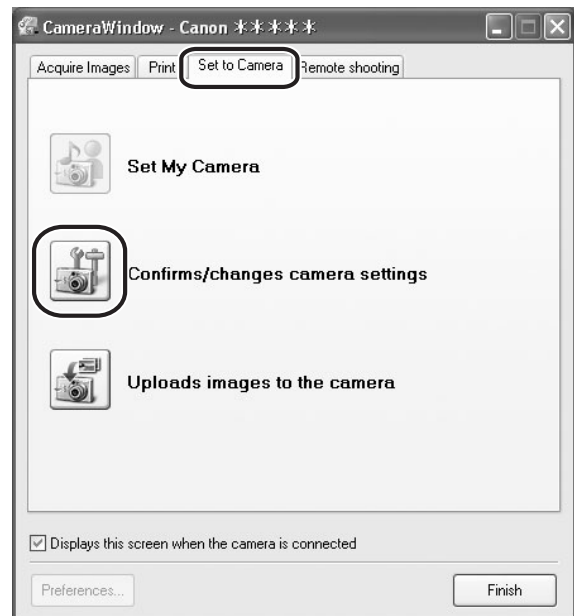 CameraWindow - Canon *****
Acquire Images Print Set to Camera Remote shooting
Set My Camera
Confirms/changes camera settings
Uploads images to the camera
Displays this screen when the camera is connected
Preferences... Finish